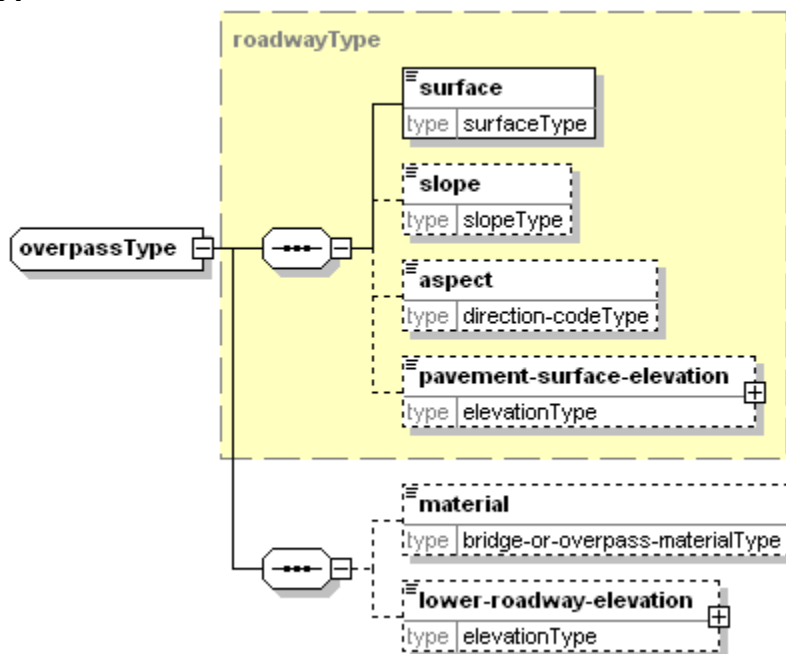 roadwayType
surface
type surfaceType
slope
type slopeType
overpassType
aspect
type direction-codeType
pavement-surface-elevation
type elevationType
material
type bridge-or-overpass-materialType
lower-roadway-elevation
type elevationType